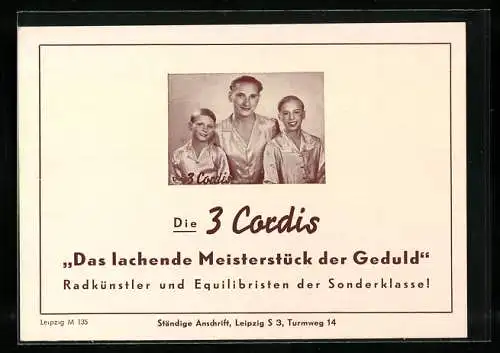 Die 3 Cordis
Die 3 Cordis
„Das lachende Meisterstück der Geduld“
Radkünstler und Equilibristen der Sonderklasse!
Leipzig M 135
Ständige Anschrift, Leipzig S 3, Turmweg 14